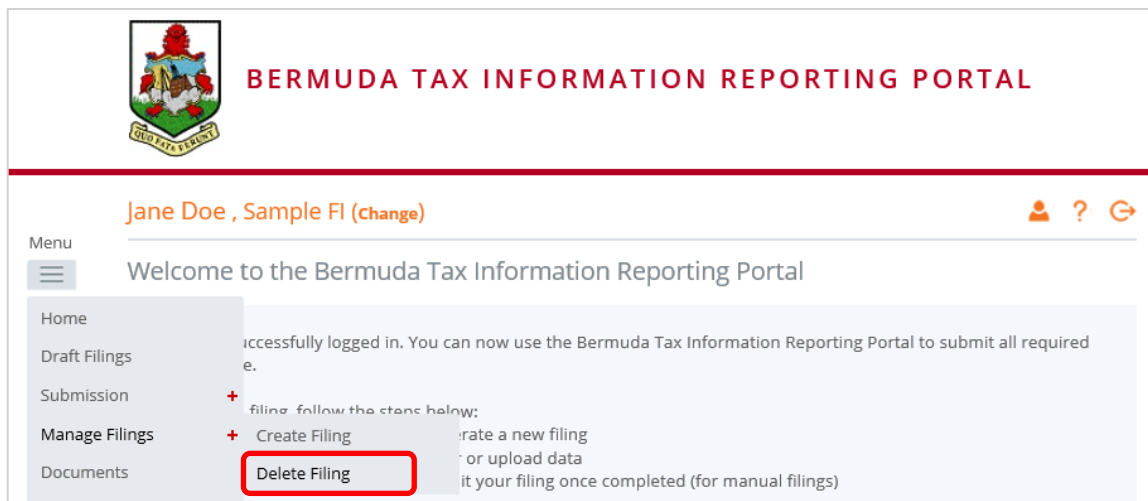 BERMUDA TAX INFORMATION REPORTING PORTAL
QUO FATA FERUNT
Jane Doe , Sample FI (Change)
?
Menu
Welcome to the Bermuda Tax Information Reporting Portal
Home
uccessfully logged in. You can now use the Bermuda Tax Information Reporting Portal to submit all required
Draft Filings
e.
Submission +
filing, follow the steps below:
Manage Filings +
Create Filing
erate a new filing
r or upload data
Documents
Delete Filing
it your filing once completed (for manual filings)